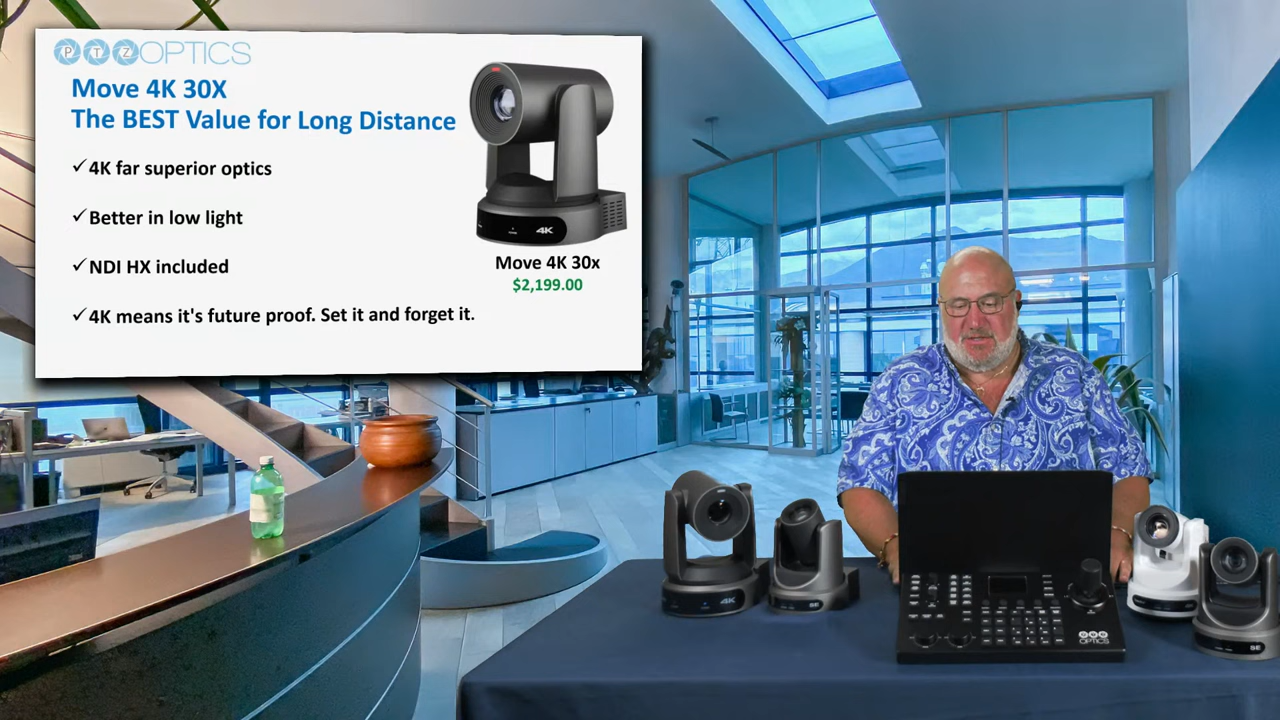 PTZ OPTICS
Move 4K 30X
The BEST Value for Long Distance
✓4K far superior optics
✓Better in low light
✓NDI HX included
✓4K means it's future proof. Set it and forget it.
4K
Move 4K 30x
$2,199.00
4K
SE
OPTICS
SE